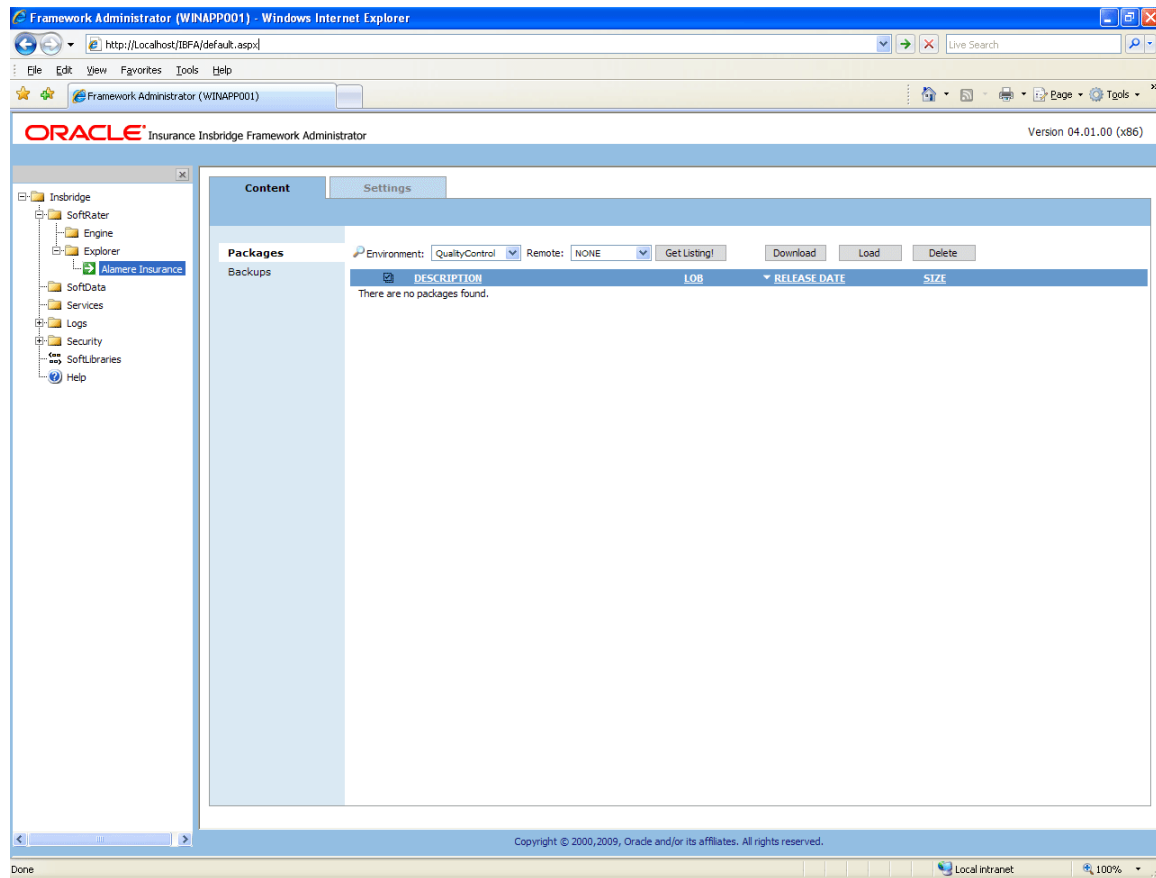 Framework Administrator (WINAPP001) - Windows Internet Explorer
http://Localhost/IBFA/default.aspx
Live Search
File Edit View Favorites Tools Help
Framework Administrator (WINAPP001)
Page Tools
ORACLE Insurance Insbridge Framework Administrator
Version 04.01.00 (x86)
Insbridge
SoftRater
Engine
Explorer
Alamere Insurance
SoftData
Services
Logs
Security
SoftLibraries
Help
Content Settings
Packages
Backups
Environment: QualityControl Remote: NONE Get Listing! Download Load Delete
DESCRIPTION LOB RELEASE DATE SIZE
There are no packages found.
Copyright © 2000,2009, Oracle and/or its affiliates. All rights reserved.
Done Local intranet 100%